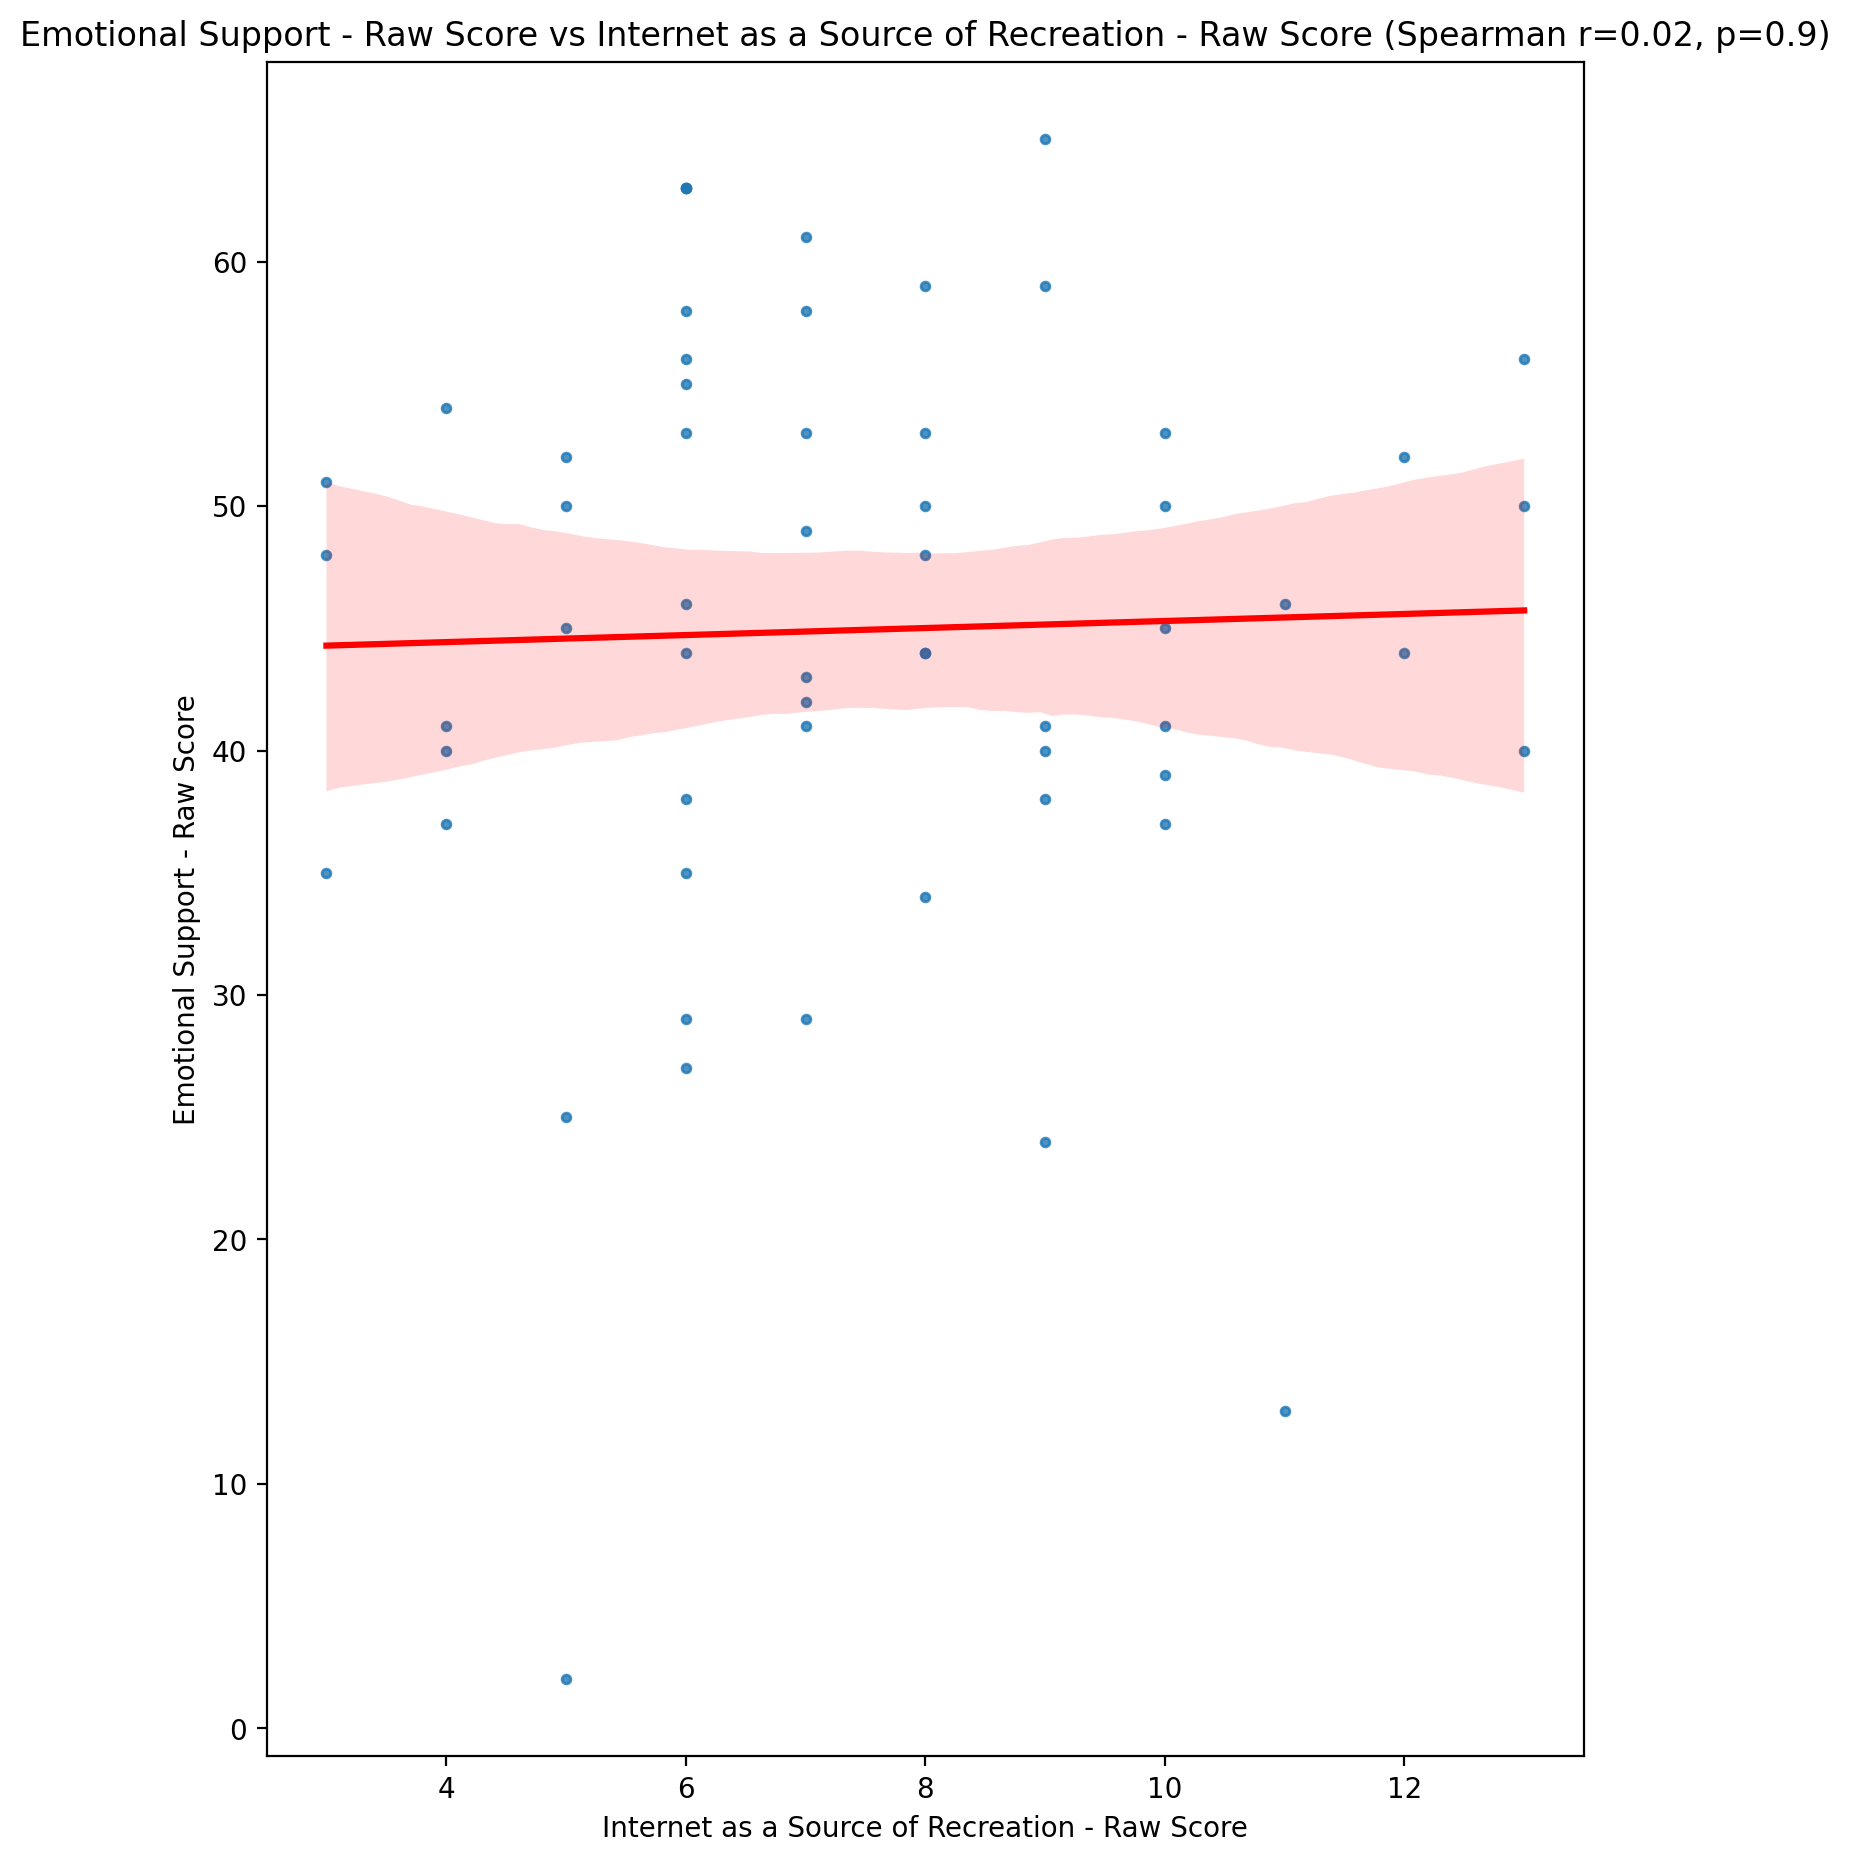 Emotional Support - Raw Score vs Internet as a Source of Recreation - Raw Score (Spearman r=0.02, p=0.9)
60
50
40
30
20
10
0
Emotional Support - Raw Score
4 6 8 10 12
Internet as a Source of Recreation - Raw Score